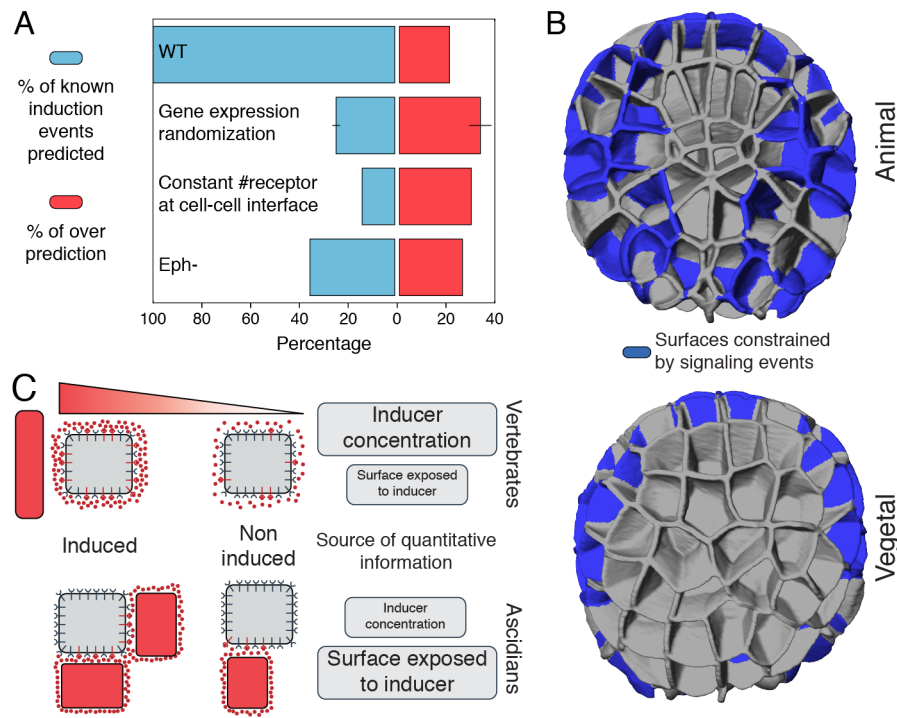 A
% of known
induction
events
predicted
% of over
prediction
WT
Gene expression
randomization
Constant #receptor
at cell-cell interface
Eph-
100 80 60 40 20 0 20 40
Percentage
B
Animal
Surfaces constrained
by signaling events
Vegetal
C
Inducer
concentration
Surface exposed
to inducer
Vertebrates
Induced
Non
induced
Source of quantitative
information
Inducer
concentration
Surface exposed
to inducer
Ascidians